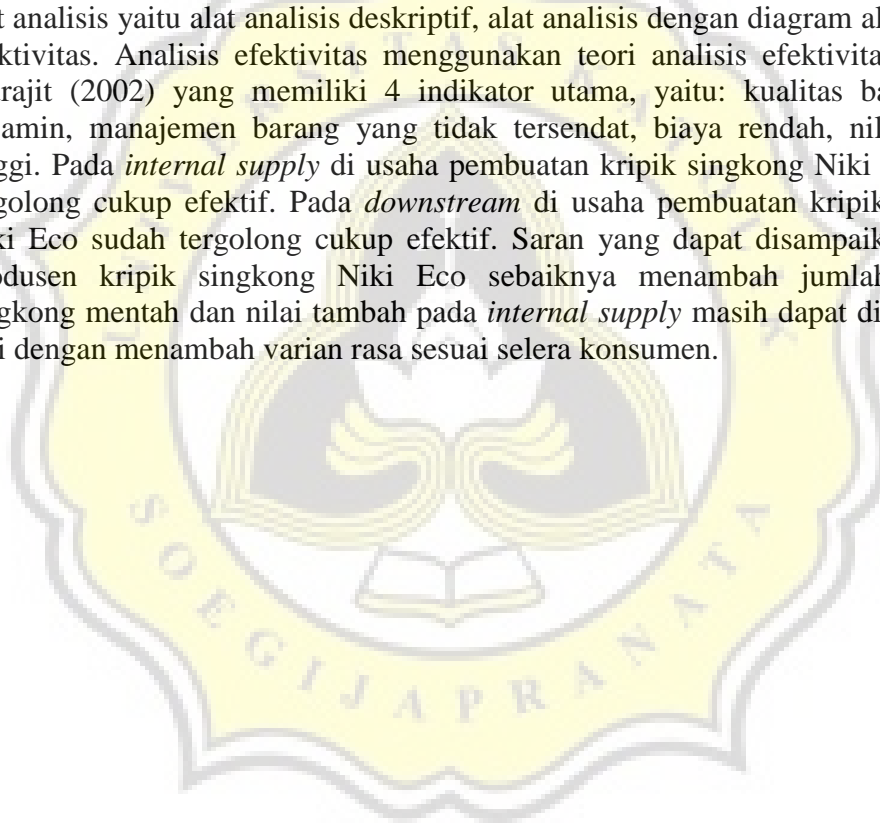 t analisis yaitu alat analisis deskriptif, alat analisis dengan diagram al
ktivitas. Analisis efektivitas menggunakan teori analisis efektivita
rajit (2002) yang memiliki 4 indikator utama, yaitu: kualitas ba
amin, manajemen barang yang tidak tersendat, biaya rendah, nil
ggi. Pada internal supply di usaha pembuatan kripik singkong Niki
golong cukup efektif. Pada downstream di usaha pembuatan kripik
ki Eco sudah tergolong cukup efektif. Saran yang dapat disampaik
odusen kripik singkong Niki Eco sebaiknya menambah jumlah
gkong mentah dan nilai tambah pada internal supply masih dapat di
i dengan menambah varian rasa sesuai selera konsumen.
SOEGIJAPRANATA